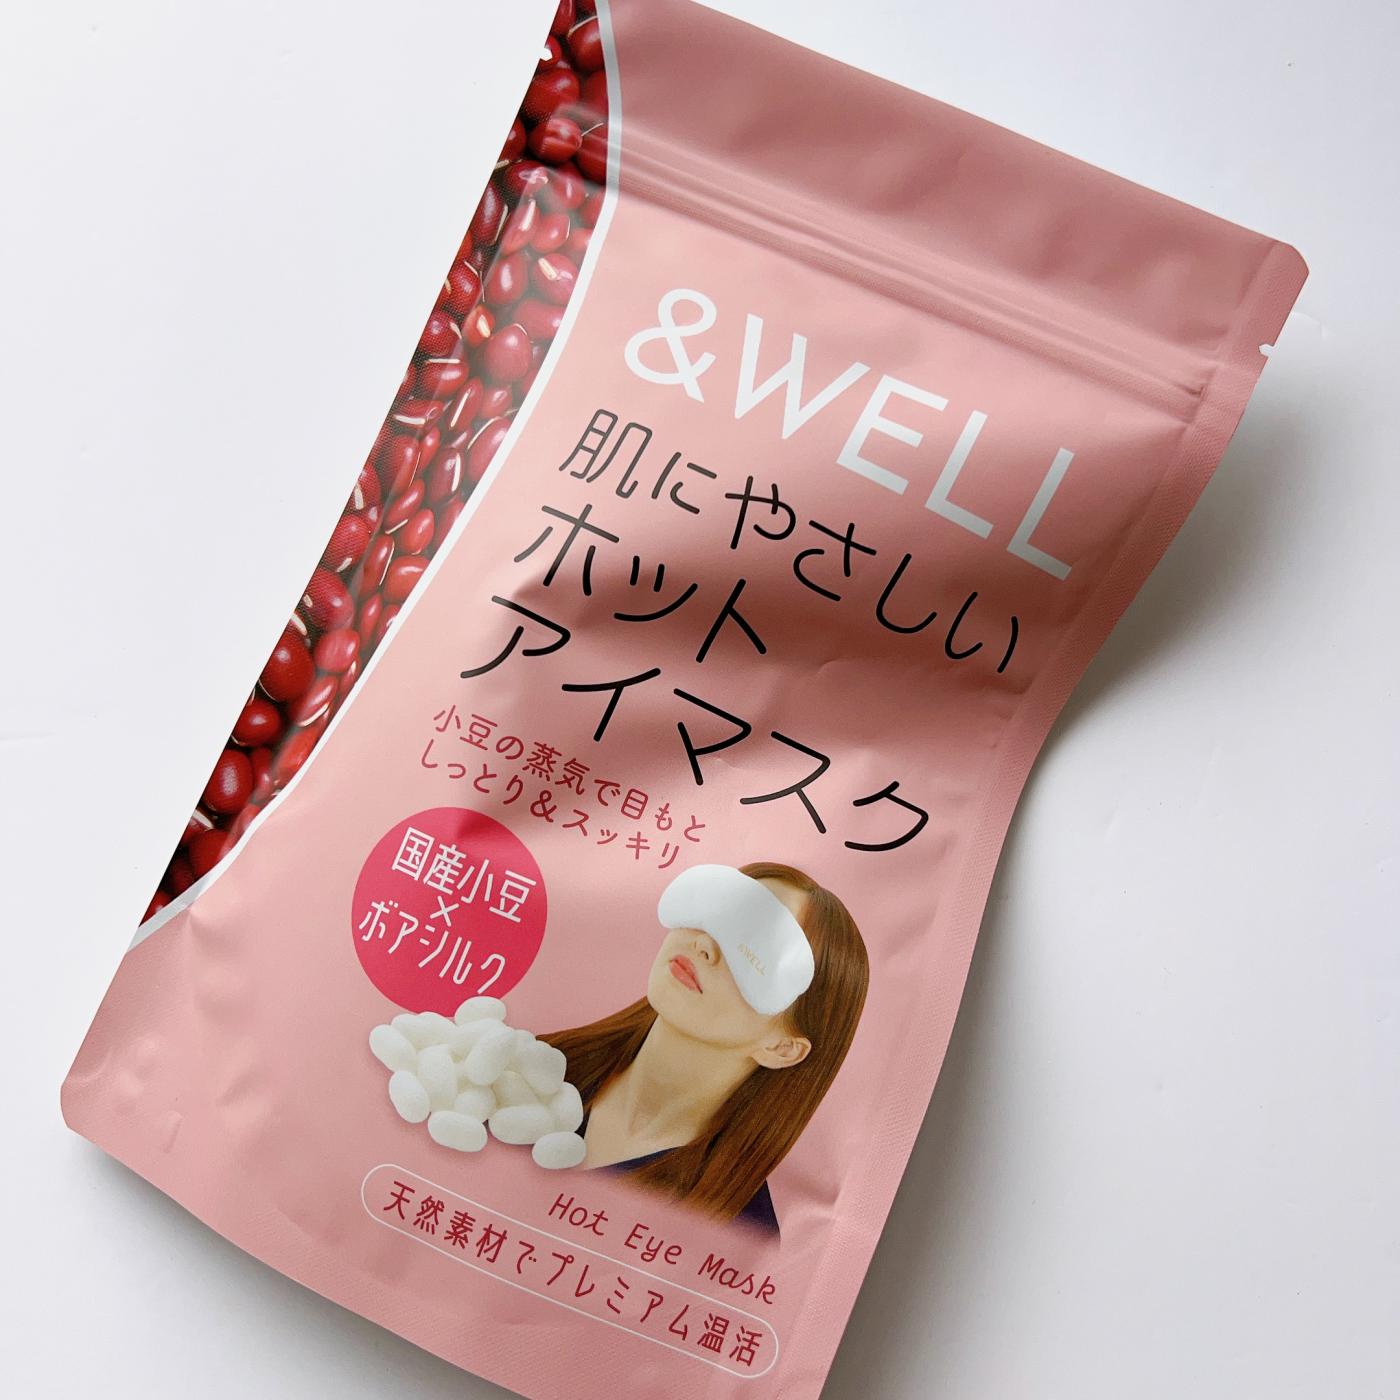 &WELL
肌にやさしい
ホット
アイマスク
小豆の蒸気で目もと
しっとり&スッキリ
国産小豆
×
ボアシルク
&WELL
Hot Eye Mask
天然素材でプレミアム温活